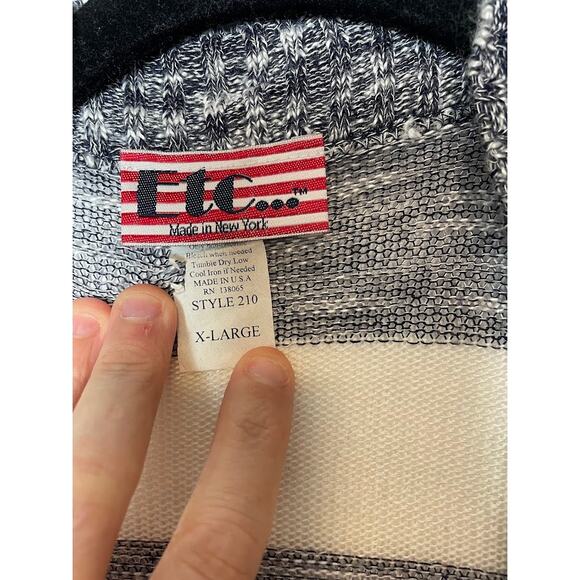 Etc...™
Made in New York
Bleach when needed
Tumble Dry Low
Cool Iron if Needed
MADE IN U.S.A
RN 138065
STYLE 210
X-LARGE